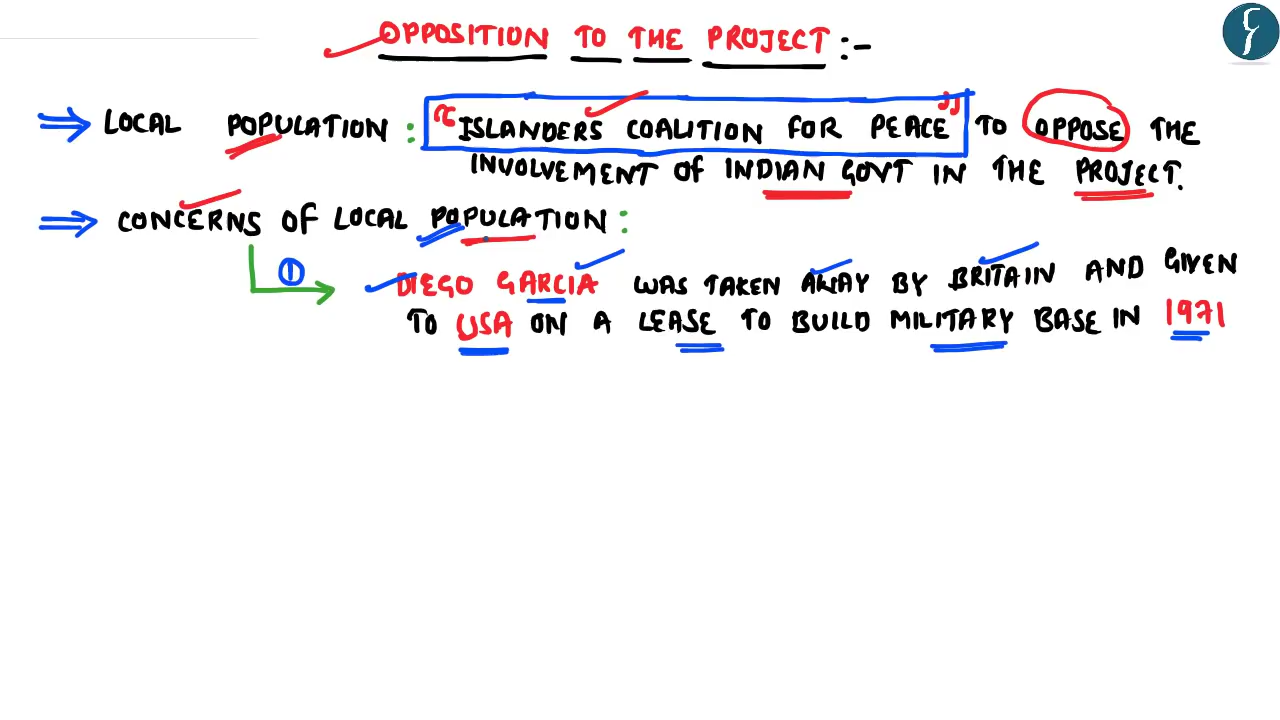 OPPOSITION TO THE PROJECT :-
⇒ LOCAL POPULATION : "ISLANDERS COALITION FOR PEACE" TO OPPOSE THE
INVOLVEMENT OF INDIAN GOVT IN THE PROJECT.
⇒ CONCERNS OF LOCAL POPULATION :
① DIEGO GARCIA WAS TAKEN AWAY BY BRITAIN AND GIVEN
TO USA ON A LEASE TO BUILD MILITARY BASE IN 1971